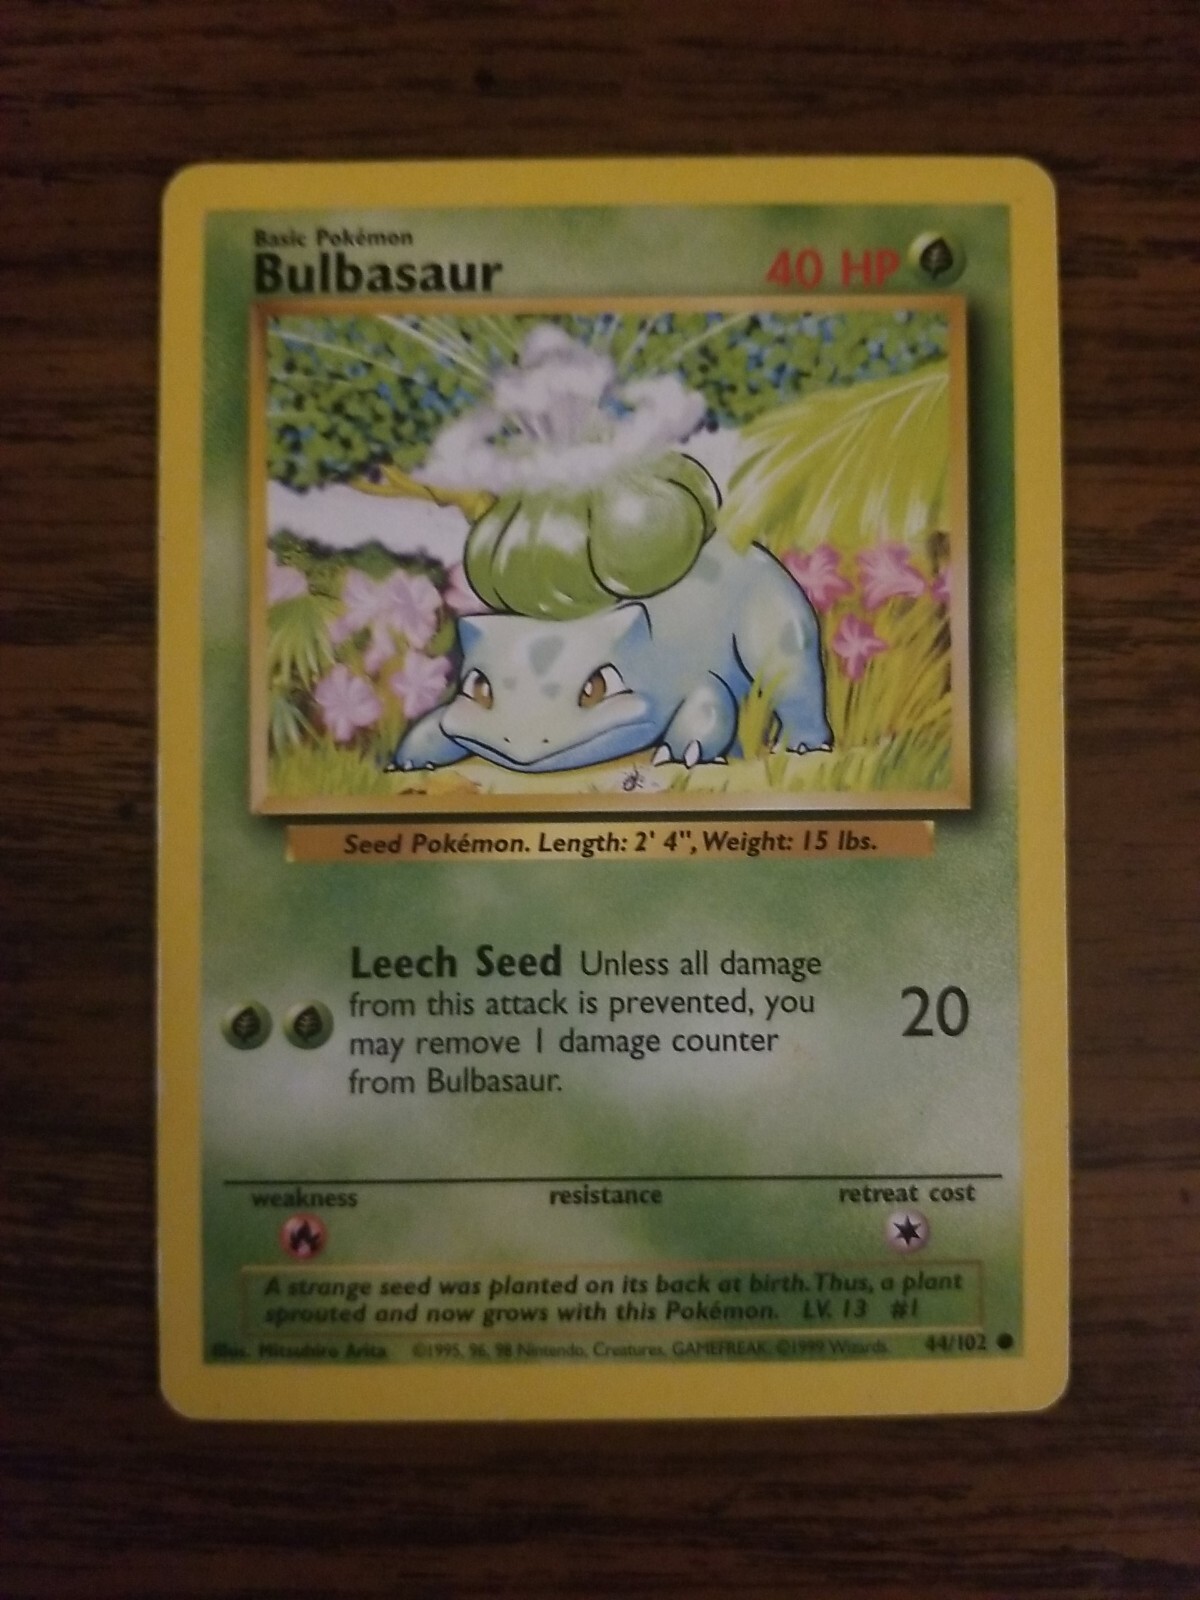 Basic Pokémon
Bulbasaur
40 HP
Seed Pokémon. Length: 2' 4", Weight: 15 lbs.
Leech Seed Unless all damage
from this attack is prevented, you
may remove 1 damage counter
from Bulbasaur.
20
weakness
resistance
retreat cost
A strange seed was planted on its back at birth. Thus, a plant
sprouted and now grows with this Pokémon. LV. 13 #1
Illus. Mitsuhiro Arita ©1995, 96, 98 Nintendo, Creatures, GAMEFREAK. ©1999 Wizards. 44/102